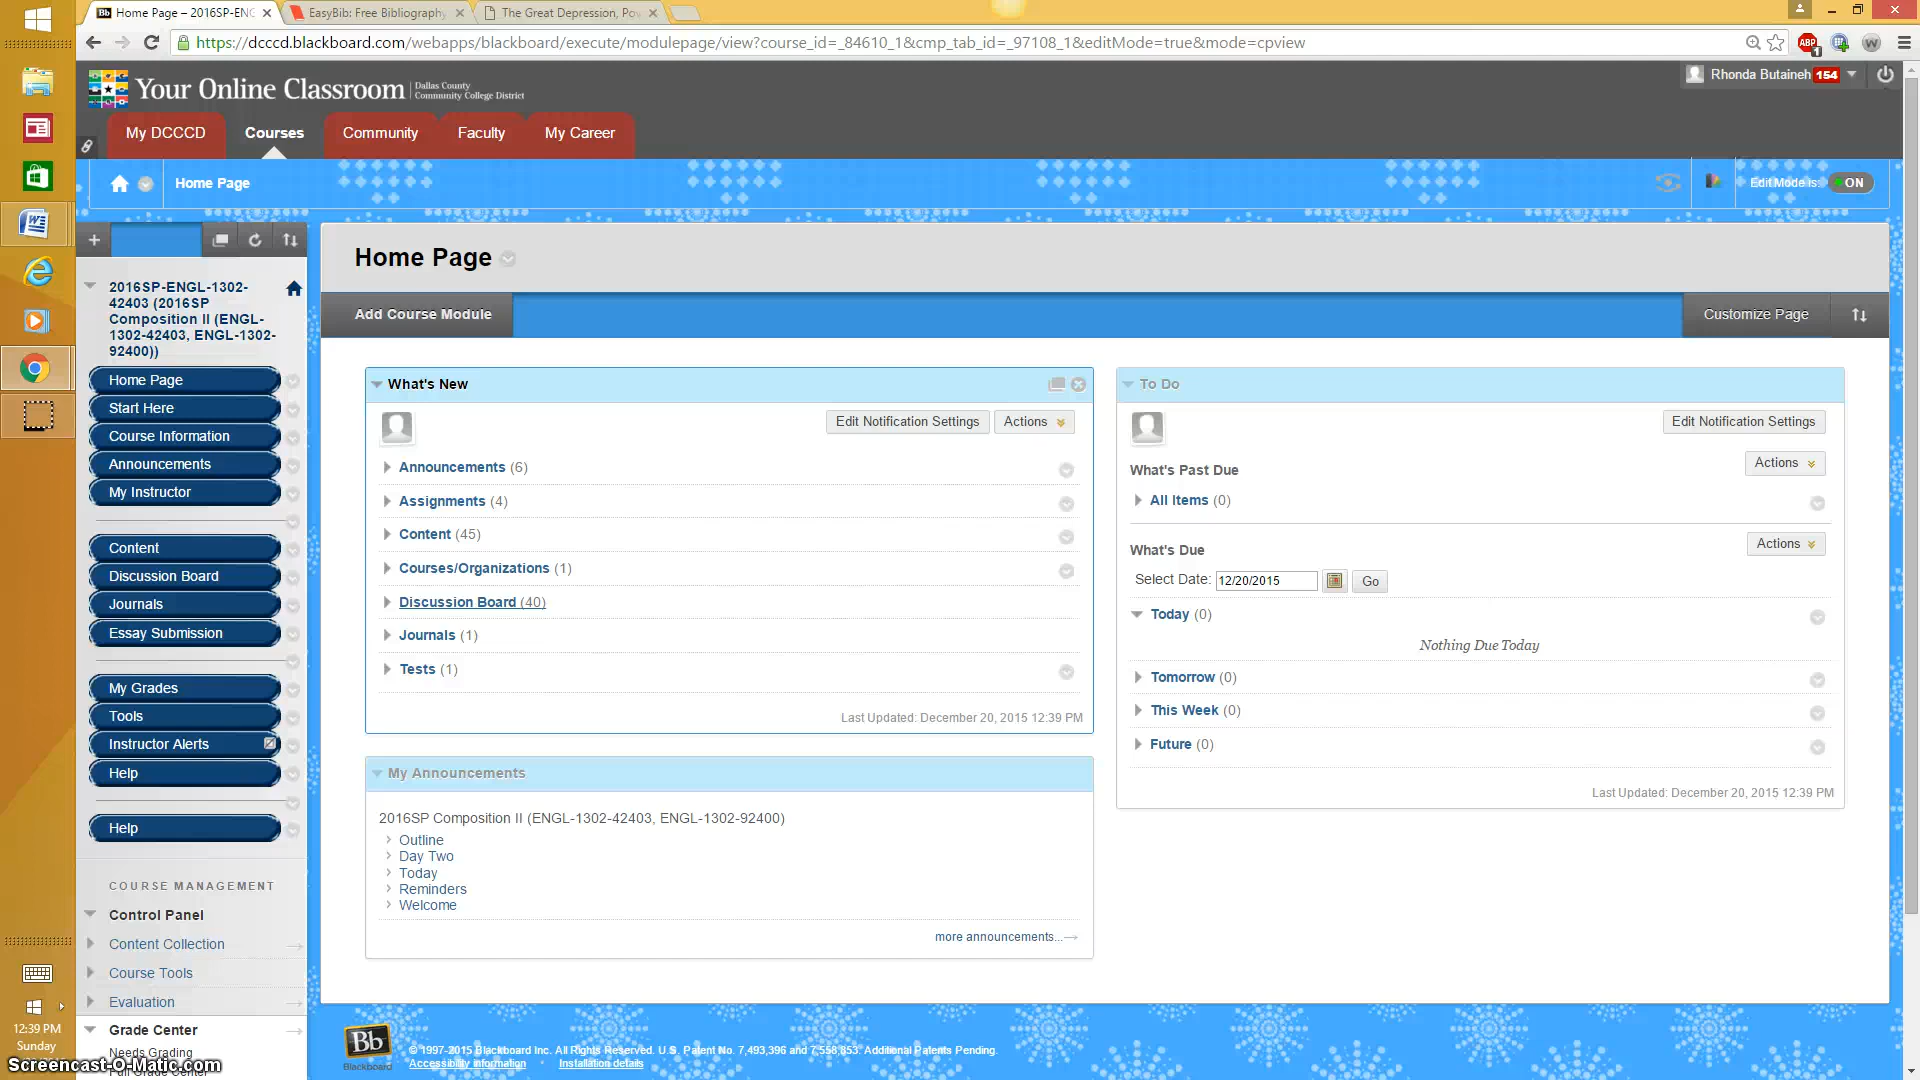 Home Page – 2016SP-ENG
EasyBib: Free Bibliography
The Great Depression, Pov
https://dcccd.blackboard.com/webapps/blackboard/execute/modulepage/view?course_id=_84610_1&cmp_tab_id=_97108_1&editMode=true&mode=cpview
ABP
1
W
Your Online Classroom
Dallas County
Community College District
Rhonda Butaineh 154
My DCCCD
Courses
Community
Faculty
My Career
Home Page
Edit Mode is:
ON
2016SP-ENGL-1302-
42403 (2016SP
Composition II (ENGL-
1302-42403, ENGL-1302-
92400))
Home Page
Start Here
Course Information
Announcements
My Instructor
Content
Discussion Board
Journals
Essay Submission
My Grades
Tools
Instructor Alerts
Help
Help
COURSE MANAGEMENT
Control Panel
Content Collection
Course Tools
Evaluation
Grade Center
Needs Grading
Full Grade Center
Home Page
Add Course Module
Customize Page
What's New
Edit Notification Settings
Actions
Announcements (6)
Assignments (4)
Content (45)
Courses/Organizations (1)
Discussion Board (40)
Journals (1)
Tests (1)
Last Updated: December 20, 2015 12:39 PM
My Announcements
2016SP Composition II (ENGL-1302-42403, ENGL-1302-92400)
Outline
Day Two
Today
Reminders
Welcome
more announcements...
To Do
Edit Notification Settings
What's Past Due
Actions
All Items (0)
What's Due
Actions
Select Date: 12/20/2015
Go
Today (0)
Nothing Due Today
Tomorrow (0)
This Week (0)
Future (0)
Last Updated: December 20, 2015 12:39 PM
Bb
Blackboard
© 1997-2015 Blackboard Inc. All Rights Reserved. U.S. Patent No. 7,493,396 and 7,558,853. Additional Patents Pending.
Accessibility information
Installation details
12:39 PM
Sunday
Screencast-O-Matic.com